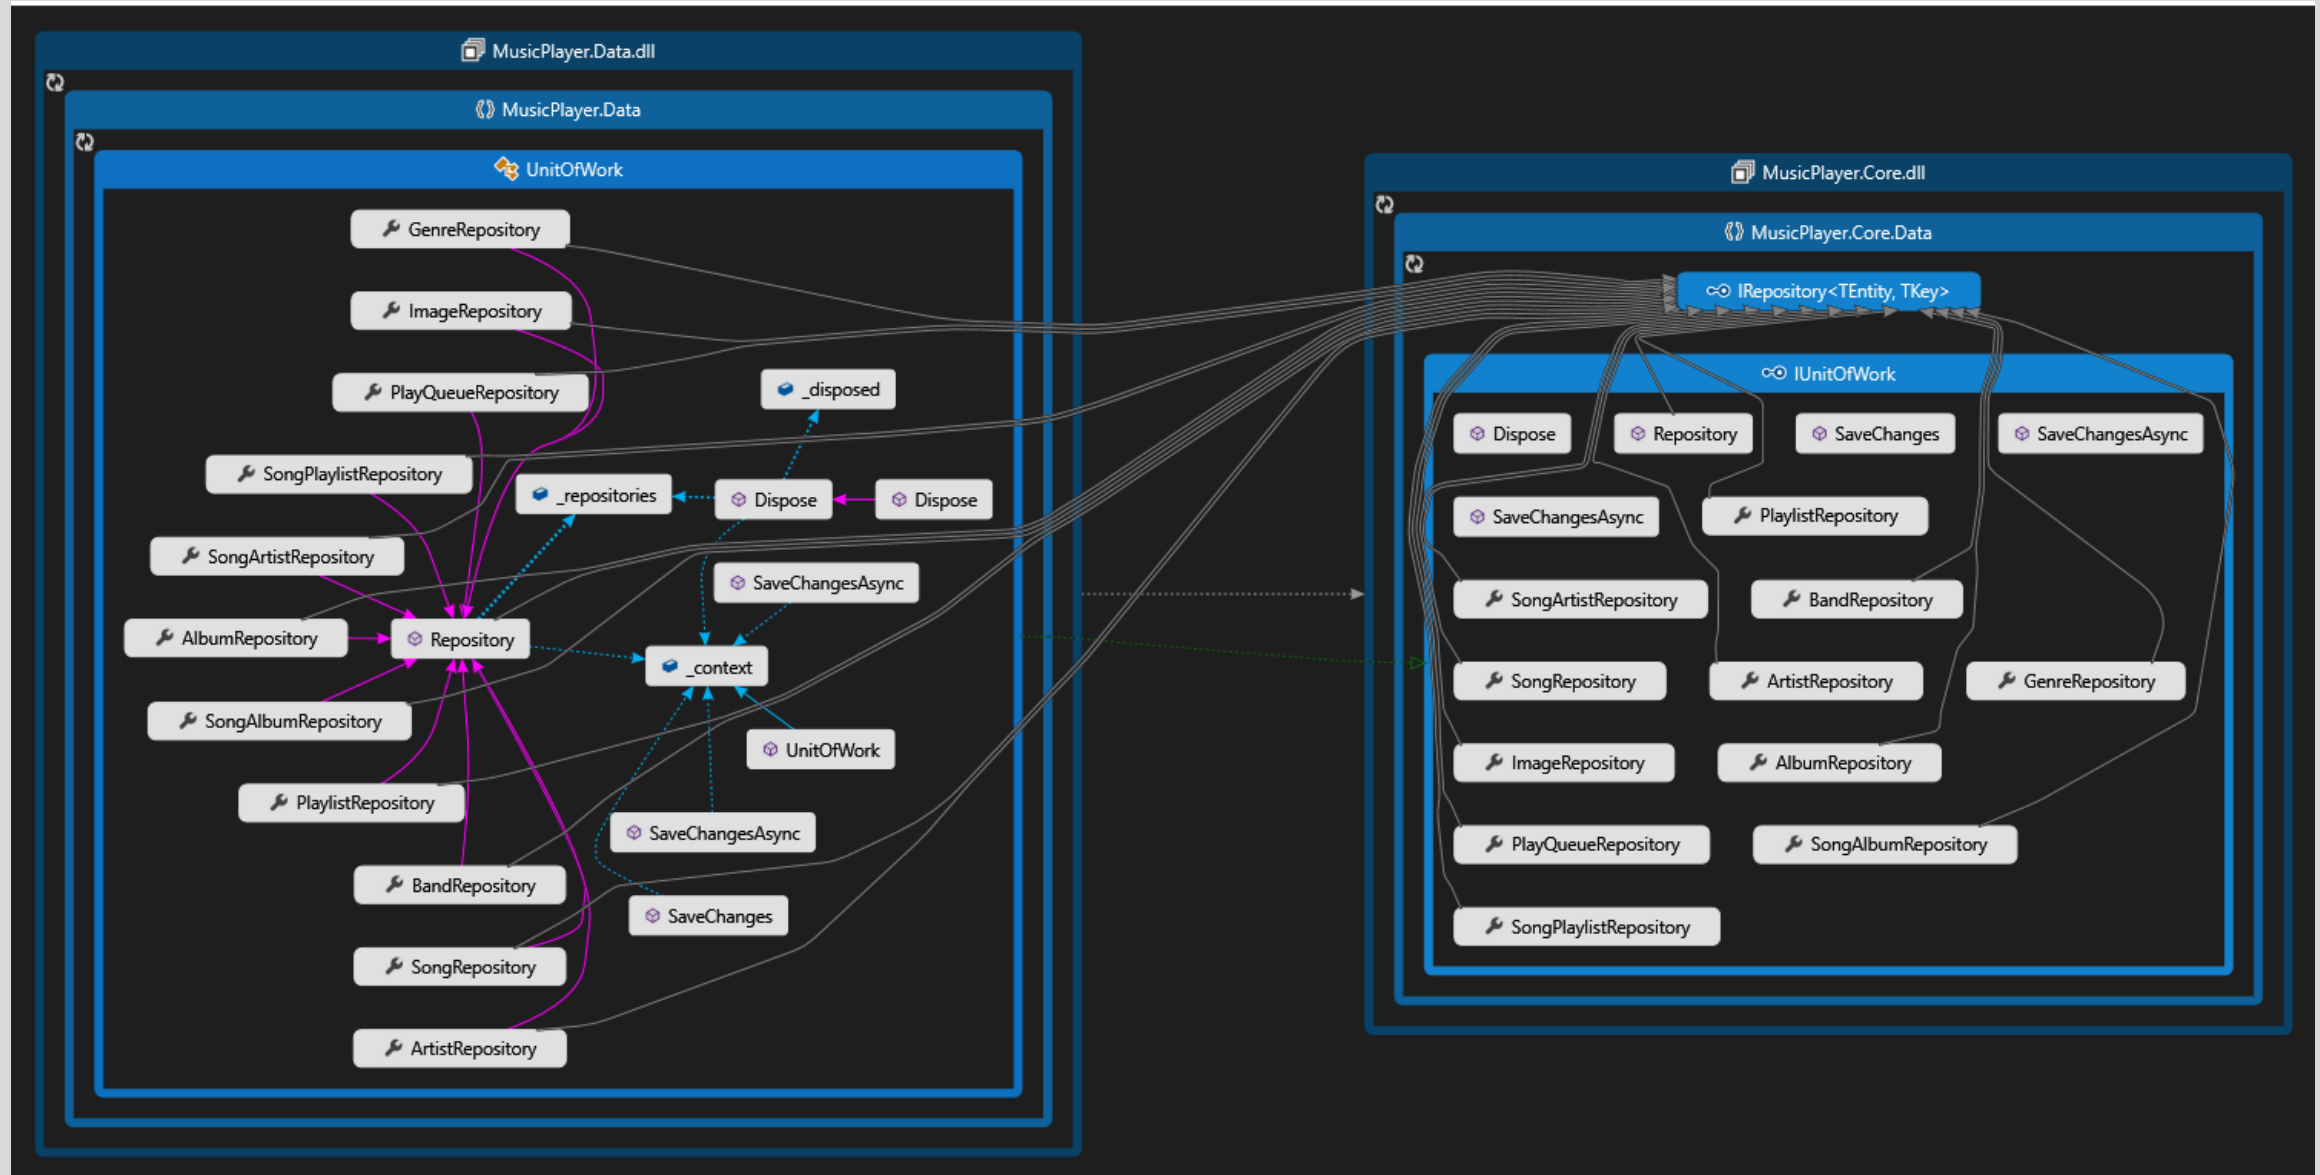 MusicPlayer.Data.dll
MusicPlayer.Data
UnitOfWork
GenreRepository
ImageRepository
PlayQueueRepository
_disposed
SongPlaylistRepository
_repositories
Dispose
Dispose
SongArtistRepository
SaveChangesAsync
AlbumRepository
Repository
_context
SongAlbumRepository
UnitOfWork
PlaylistRepository
SaveChangesAsync
BandRepository
SaveChanges
SongRepository
ArtistRepository
MusicPlayer.Core.dll
MusicPlayer.Core.Data
IRepository<TEntity, TKey>
IUnitOfWork
Dispose
Repository
SaveChanges
SaveChangesAsync
SaveChangesAsync
PlaylistRepository
SongArtistRepository
BandRepository
SongRepository
ArtistRepository
GenreRepository
ImageRepository
AlbumRepository
PlayQueueRepository
SongAlbumRepository
SongPlaylistRepository